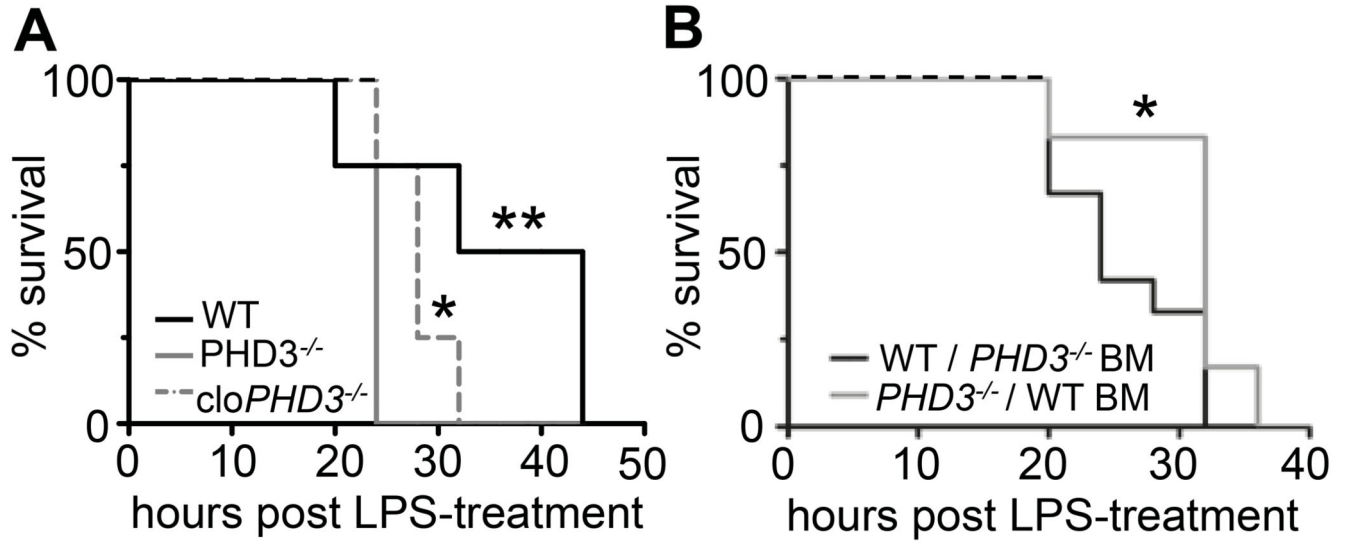 A
100
50
0
% survival
**
*
WT
PHD3-/-
cloPHD3-/-
0 10 20 30 40 50
hours post LPS-treatment
B
100
50
0
% survival
*
WT / PHD3-/- BM
PHD3-/- / WT BM
0 10 20 30 40
hours post LPS-treatment